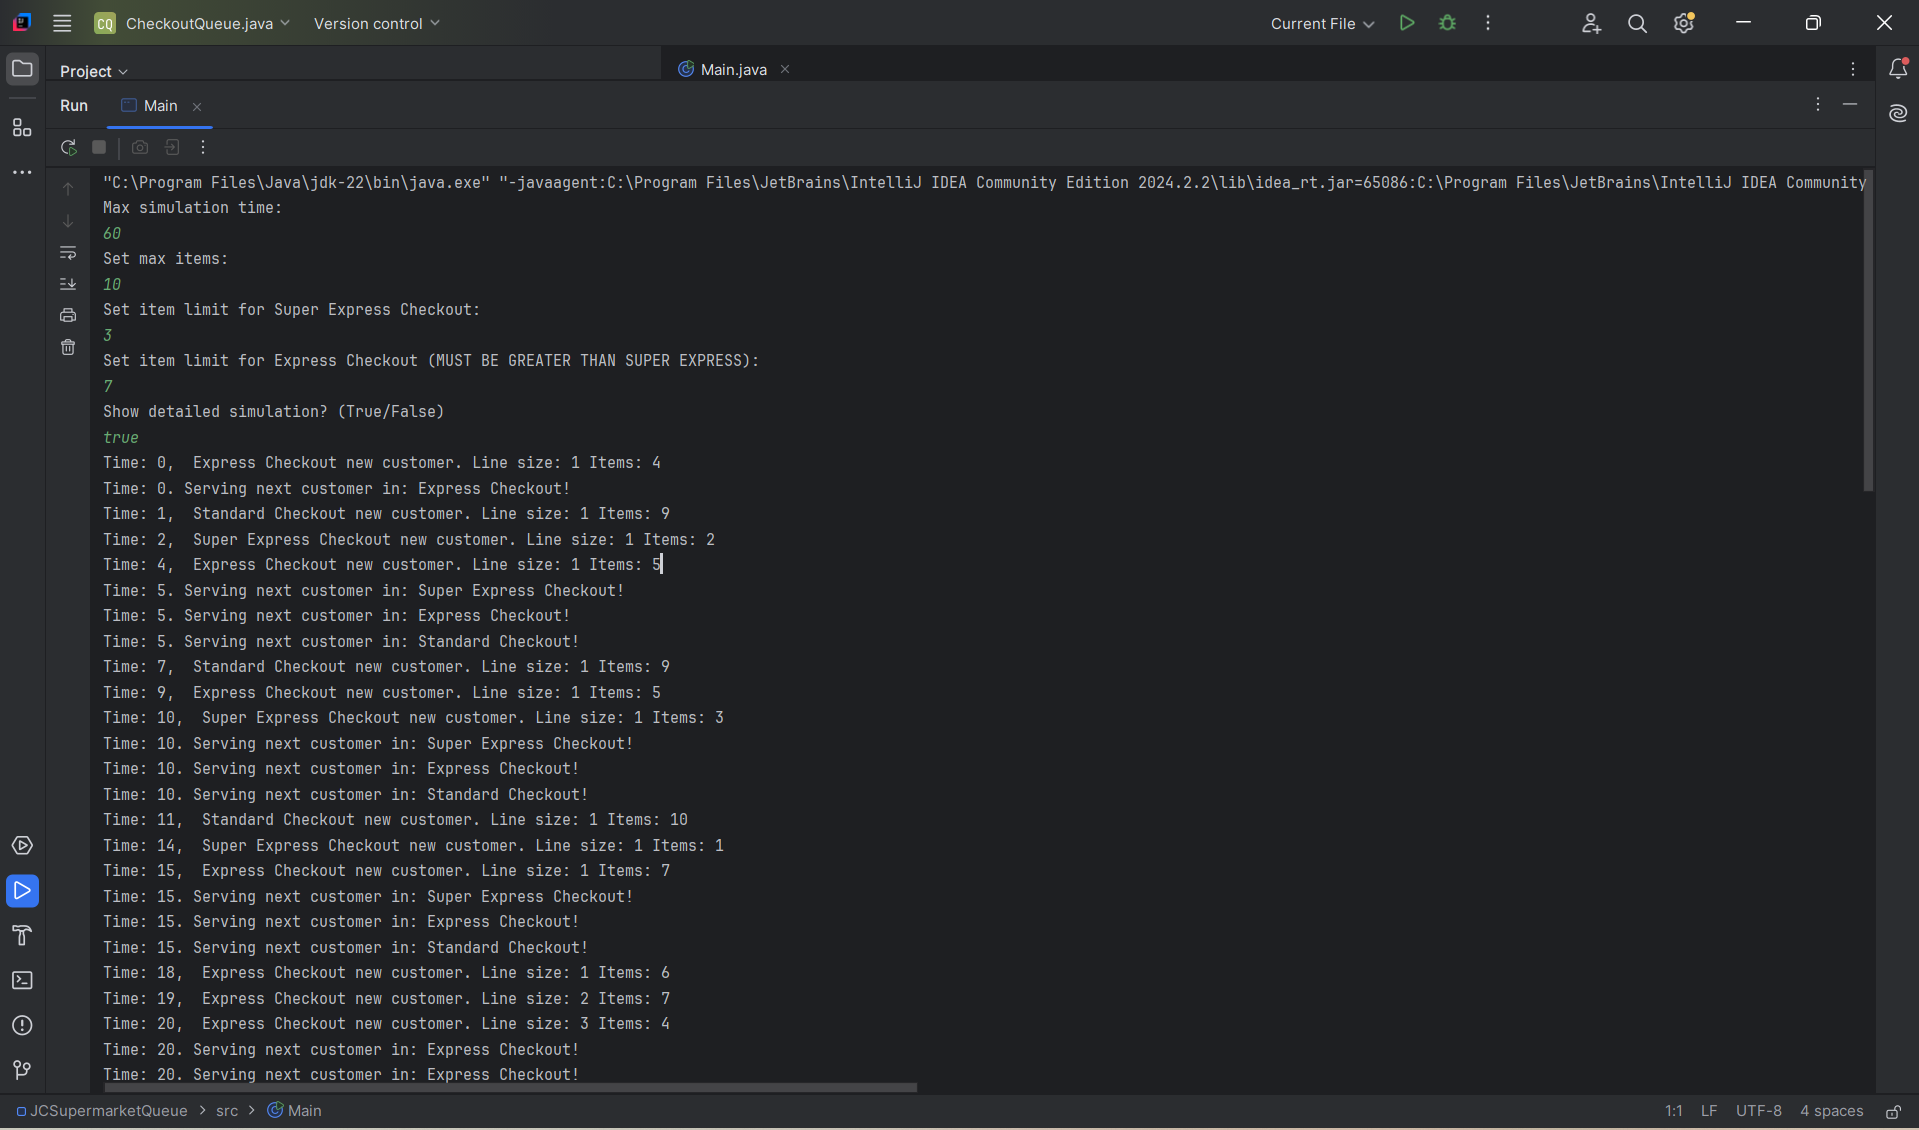 CQ CheckoutQueue.java Version control Current File
Project Main.java
Run Main
"C:\Program Files\Java\jdk-22\bin\java.exe" "-javaagent:C:\Program Files\JetBrains\IntelliJ IDEA Community Edition 2024.2.2\lib\idea_rt.jar=65086:C:\Program Files\JetBrains\IntelliJ IDEA Community
Max simulation time:
60
Set max items:
10
Set item limit for Super Express Checkout:
3
Set item limit for Express Checkout (MUST BE GREATER THAN SUPER EXPRESS):
7
Show detailed simulation? (True/False)
true
Time: 0,  Express Checkout new customer. Line size: 1 Items: 4
Time: 0. Serving next customer in: Express Checkout!
Time: 1,  Standard Checkout new customer. Line size: 1 Items: 9
Time: 2,  Super Express Checkout new customer. Line size: 1 Items: 2
Time: 4,  Express Checkout new customer. Line size: 1 Items: 5
Time: 5. Serving next customer in: Super Express Checkout!
Time: 5. Serving next customer in: Express Checkout!
Time: 5. Serving next customer in: Standard Checkout!
Time: 7,  Standard Checkout new customer. Line size: 1 Items: 9
Time: 9,  Express Checkout new customer. Line size: 1 Items: 5
Time: 10,  Super Express Checkout new customer. Line size: 1 Items: 3
Time: 10. Serving next customer in: Super Express Checkout!
Time: 10. Serving next customer in: Express Checkout!
Time: 10. Serving next customer in: Standard Checkout!
Time: 11,  Standard Checkout new customer. Line size: 1 Items: 10
Time: 14,  Super Express Checkout new customer. Line size: 1 Items: 1
Time: 15,  Express Checkout new customer. Line size: 1 Items: 7
Time: 15. Serving next customer in: Super Express Checkout!
Time: 15. Serving next customer in: Express Checkout!
Time: 15. Serving next customer in: Standard Checkout!
Time: 18,  Express Checkout new customer. Line size: 1 Items: 6
Time: 19,  Express Checkout new customer. Line size: 2 Items: 7
Time: 20,  Express Checkout new customer. Line size: 3 Items: 4
Time: 20. Serving next customer in: Express Checkout!
Time: 20. Serving next customer in: Express Checkout!
JCSupermarketQueue > src > Main 1:1 LF UTF-8 4 spaces